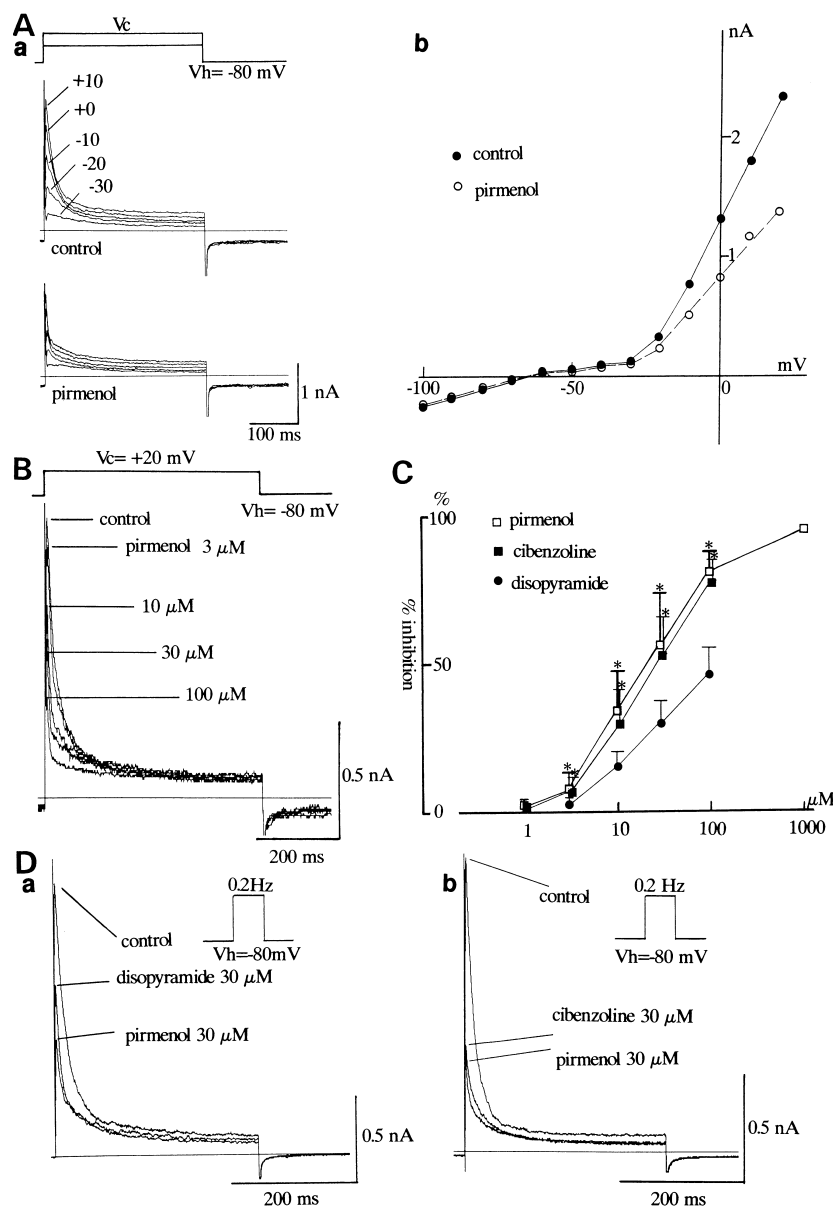 A
a
Vc
Vh= -80 mV
+10
+0
-10
-20
-30
control
pirmenol
1 nA
100 ms
b
nA
control
pirmenol
2
1
mV
-100
-50
0
B
Vc= +20 mV
Vh= -80 mV
control
pirmenol 3 μM
10 μM
30 μM
100 μM
0.5 nA
200 ms
C
%
100
pirmenol
cibenzoline
disopyramide
% inhibition
50
0
* * * * * * * *
1 10 100 1000
μM
D
a
0.2Hz
Vh=-80mV
control
disopyramide 30 μM
pirmenol 30 μM
0.5 nA
200 ms
b
0.2 Hz
Vh=-80 mV
control
cibenzoline 30 μM
pirmenol 30 μM
0.5 nA
200 ms